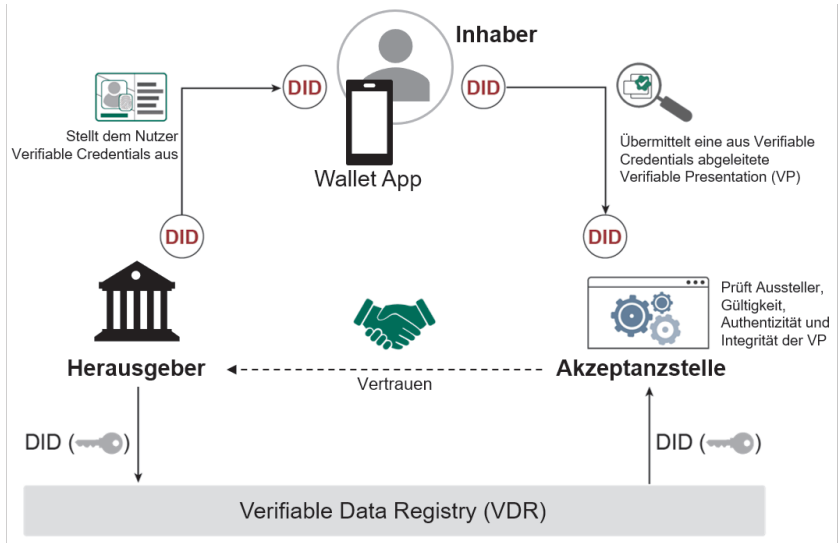 Inhaber
DID
DID
Stellt dem Nutzer
Verifiable Credentials aus
Wallet App
Übermittelt eine aus Verifiable
Credentials abgeleitete
Verifiable Presentation (VP)
DID
DID
Prüft Aussteller,
Gültigkeit,
Authentizität und
Integrität der VP
Herausgeber
Vertrauen
Akzeptanzstelle
DID ( )
DID ( )
Verifiable Data Registry (VDR)